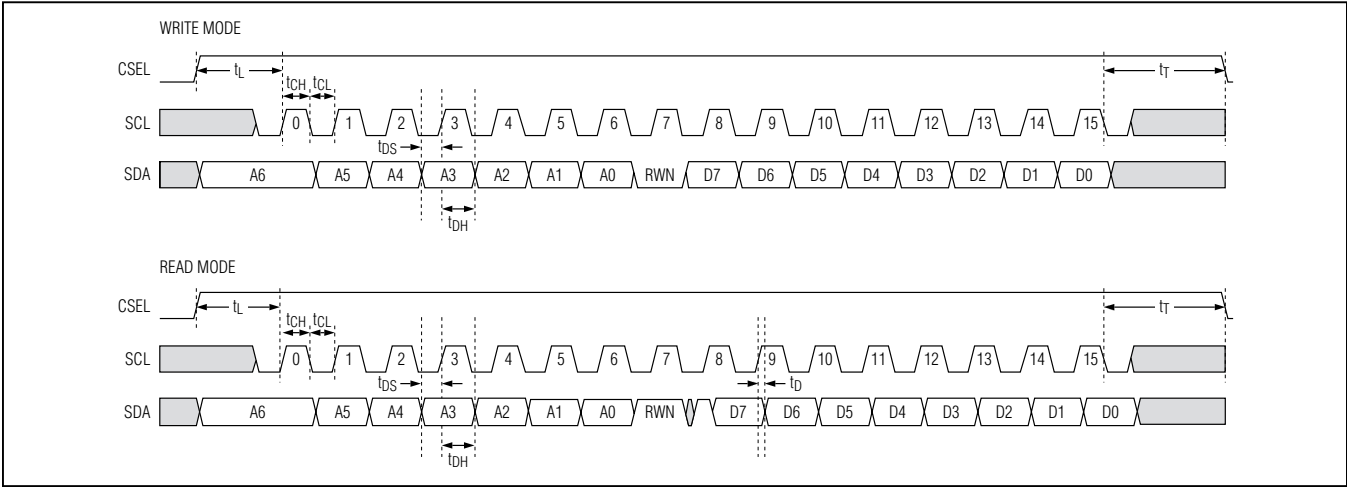 WRITE MODE
CSEL tL tT
tCH tCL
SCL 0 1 2 3 4 5 6 7 8 9 10 11 12 13 14 15
tDS
SDA A6 A5 A4 A3 A2 A1 A0 RWN D7 D6 D5 D4 D3 D2 D1 D0
tDH
READ MODE
CSEL tL tT
tCH tCL
SCL 0 1 2 3 4 5 6 7 8 9 10 11 12 13 14 15
tDS tD
SDA A6 A5 A4 A3 A2 A1 A0 RWN D7 D6 D5 D4 D3 D2 D1 D0
tDH